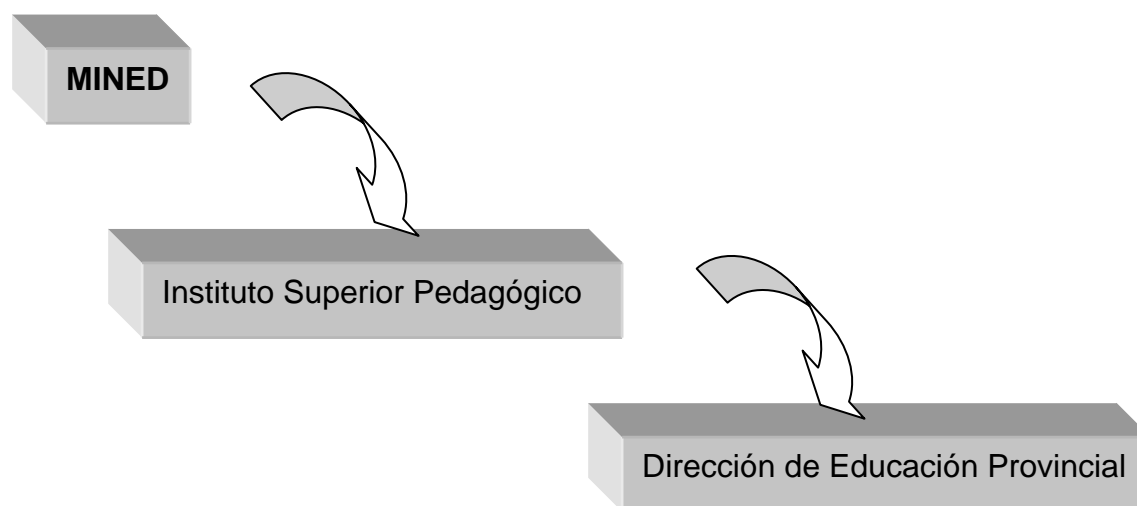 MINED
Instituto Superior Pedagógico
Dirección de Educación Provincial